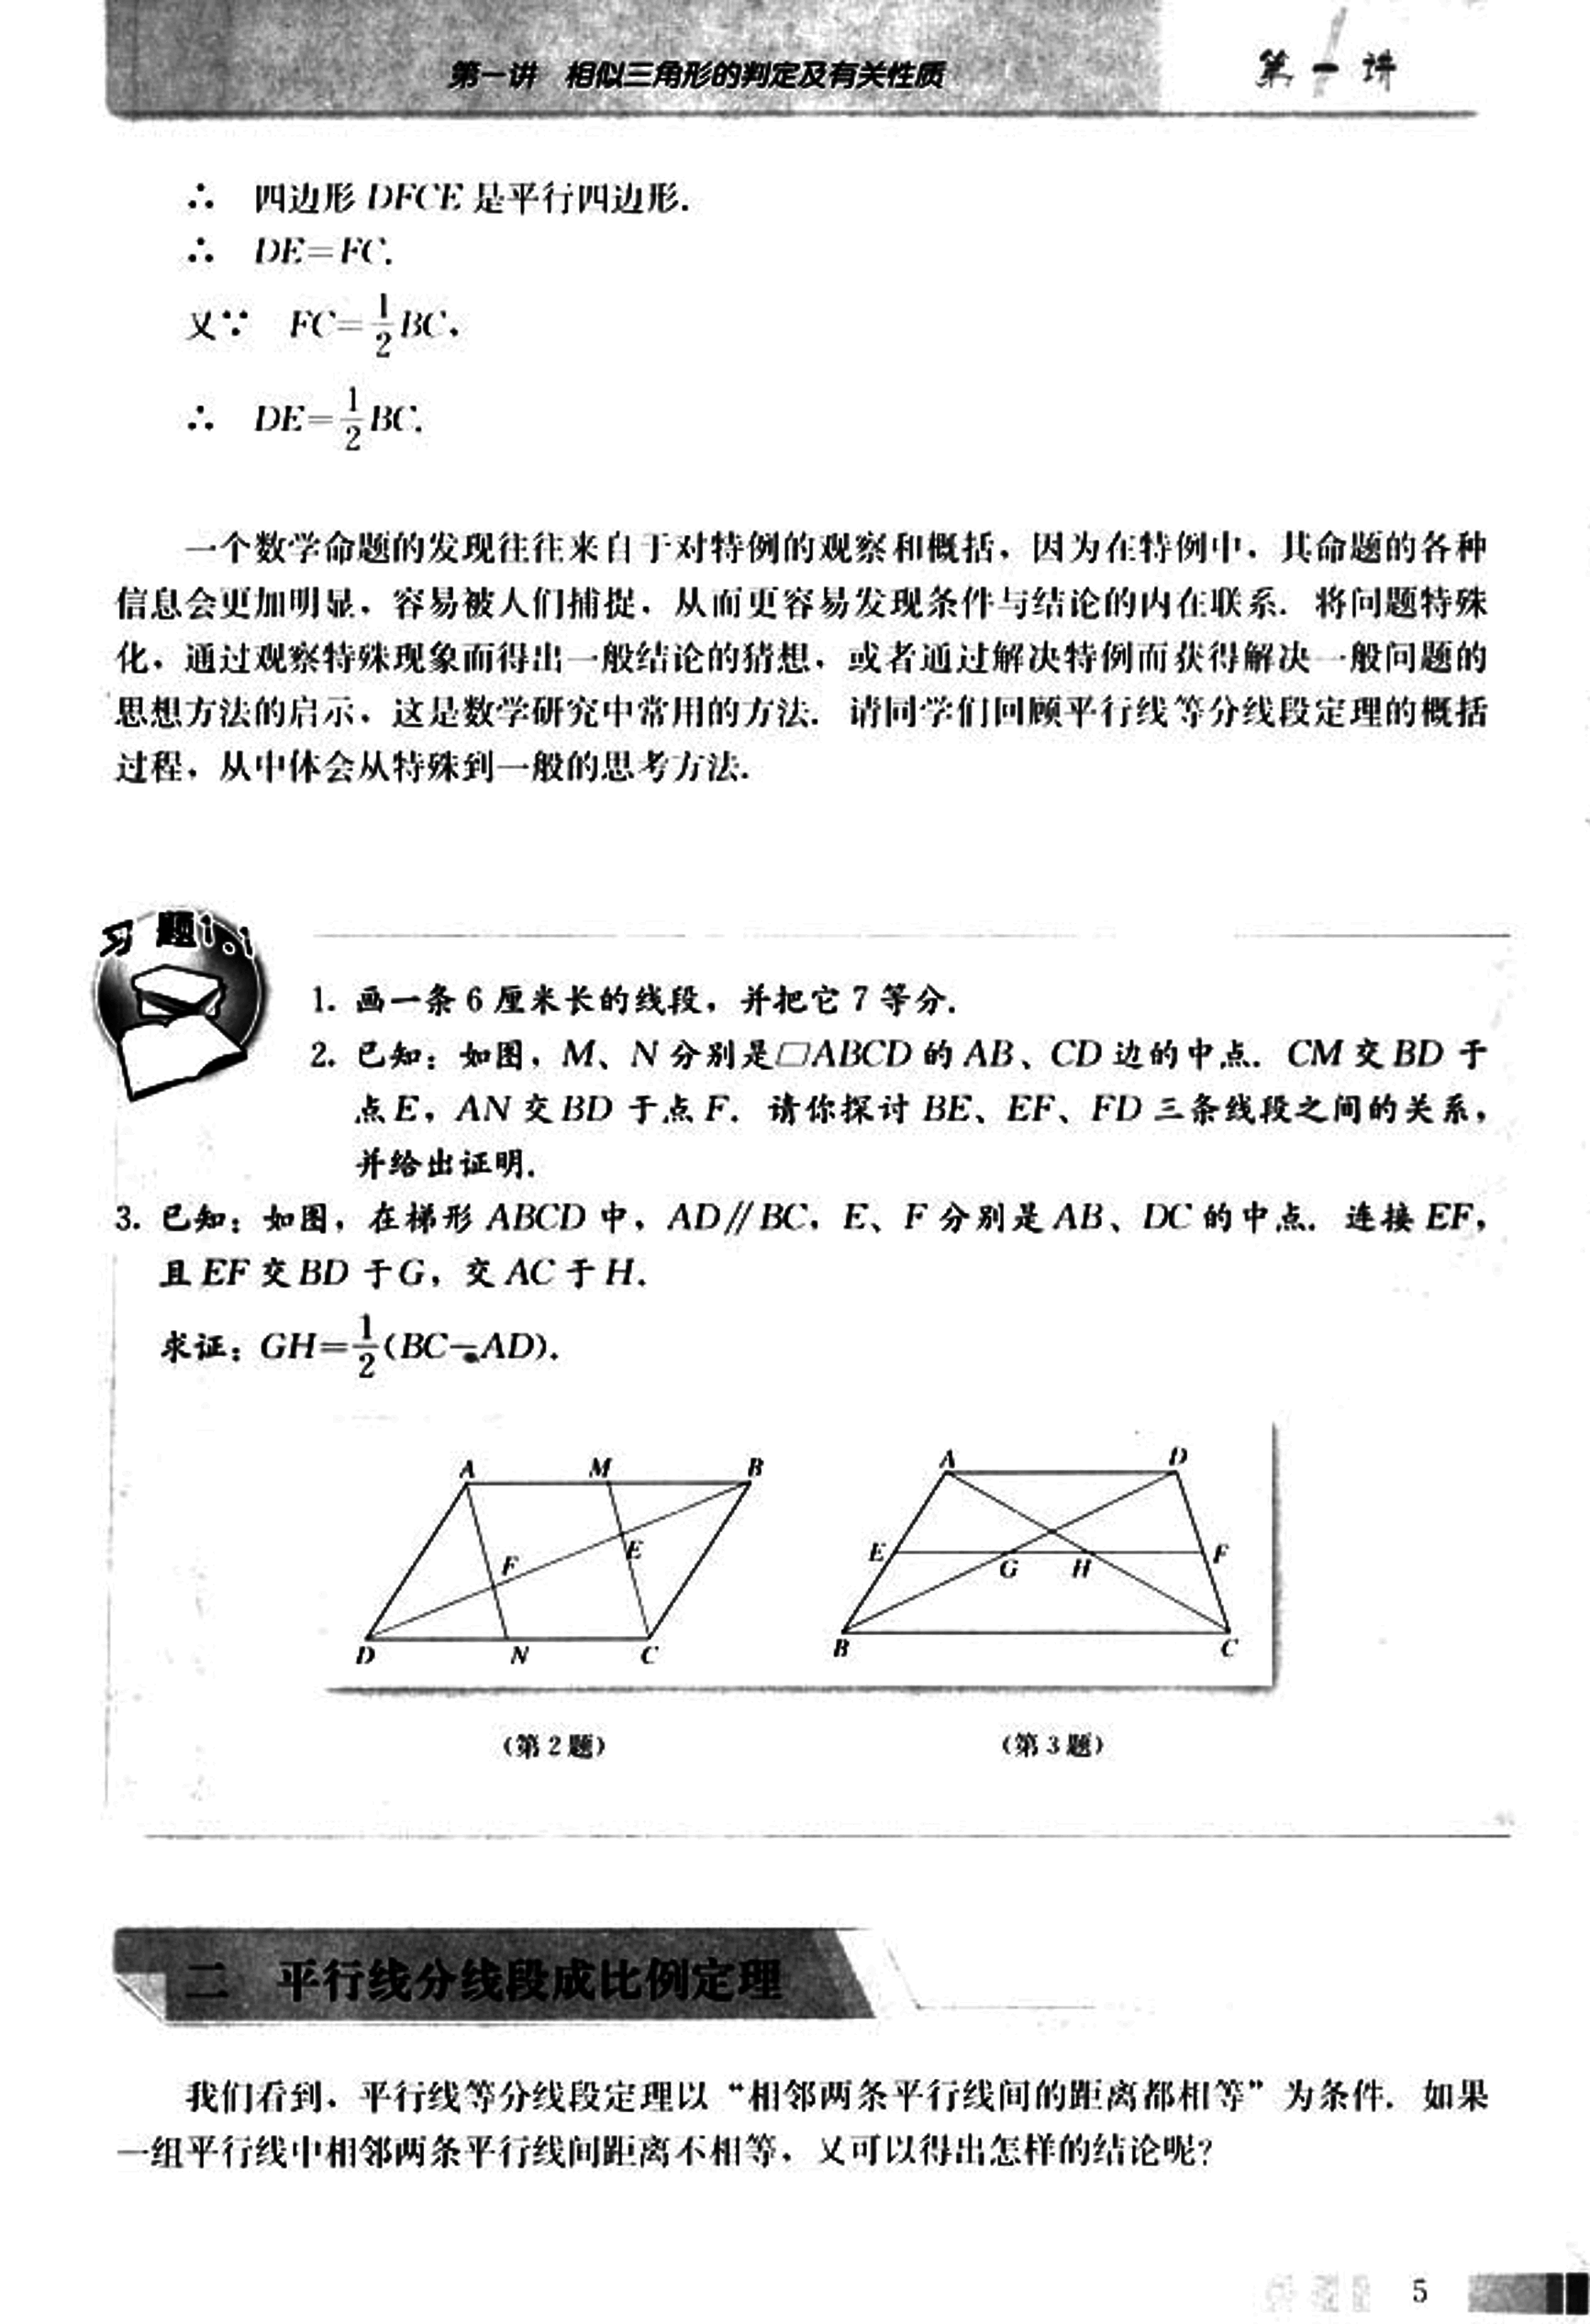 第一讲 相似三角形的判定及有关性质
第一讲
∴ 四边形 DFCE 是平行四边形.
∴ DE=FC.
又∵ FC=1/2BC,
∴ DE=1/2BC.
一个数学命题的发现往往来自于对特例的观察和概括,因为在特例中,其命题的各种
信息会更加明显,容易被人们捕捉,从而更容易发现条件与结论的内在联系. 将问题特殊
化,通过观察特殊现象而得出一般结论的猜想,或者通过解决特例而获得解决一般问题的
思想方法的启示,这是数学研究中常用的方法. 请同学们回顾平行线等分线段定理的概括
过程,从中体会从特殊到一般的思考方法.
习题1.1
1. 画一条 6 厘米长的线段,并把它 7 等分.
2. 已知:如图,M、N 分别是▱ABCD 的 AB、CD 边的中点. CM 交 BD 于
点 E,AN 交 BD 于点 F. 请你探讨 BE、EF、FD 三条线段之间的关系,
并给出证明.
3. 已知:如图,在梯形 ABCD 中,AD∥BC,E、F 分别是 AB、DC 的中点. 连接 EF,
且 EF 交 BD 于 G,交 AC 于 H.
求证:GH=1/2(BC-AD).
A M B
F E
D N C
A D
E G H F
B C
(第 2 题)
(第 3 题)
二 平行线分线段成比例定理
我们看到,平行线等分线段定理以“相邻两条平行线间的距离都相等”为条件. 如果
一组平行线中相邻两条平行线间距离不相等,又可以得出怎样的结论呢?
5